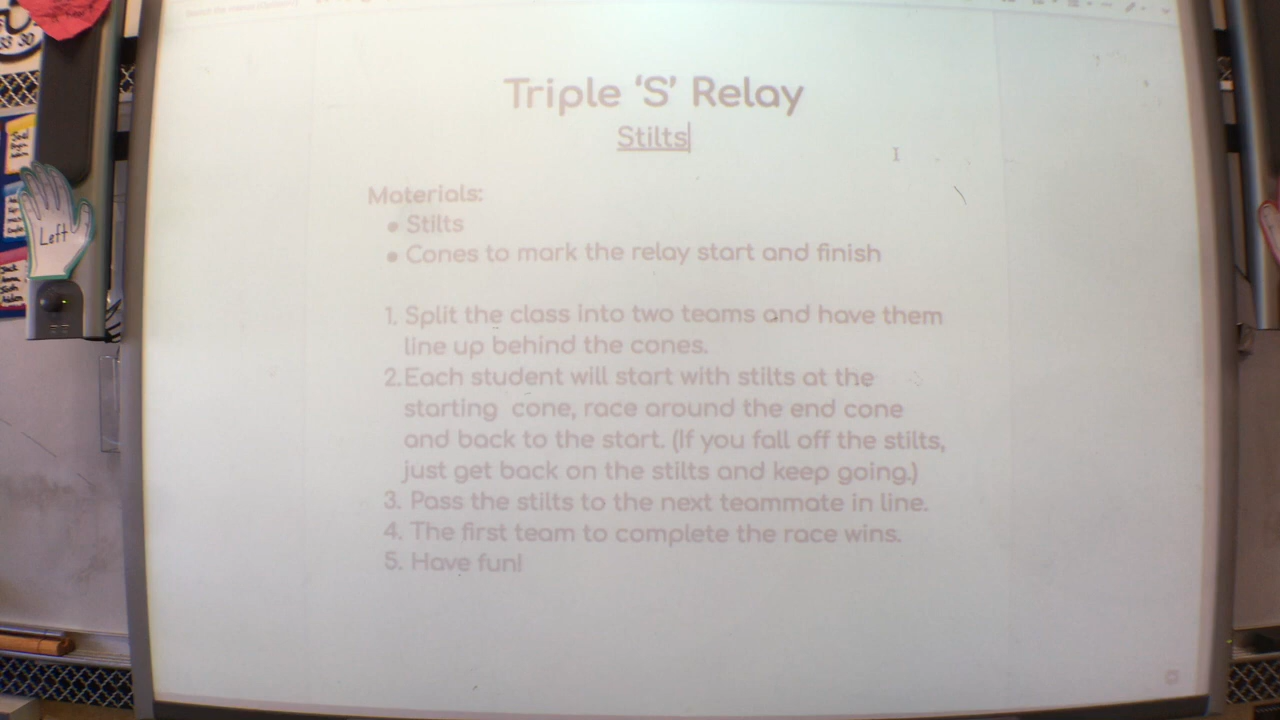 Triple ‘S’ Relay
Stilts
Materials:
• Stilts
• Cones to mark the relay start and finish
1. Split the class into two teams and have them
line up behind the cones.
2. Each student will start with stilts at the
starting cone, race around the end cone
and back to the start. (If you fall off the stilts,
just get back on the stilts and keep going.)
3. Pass the stilts to the next teammate in line.
4. The first team to complete the race wins.
5. Have fun!
Left